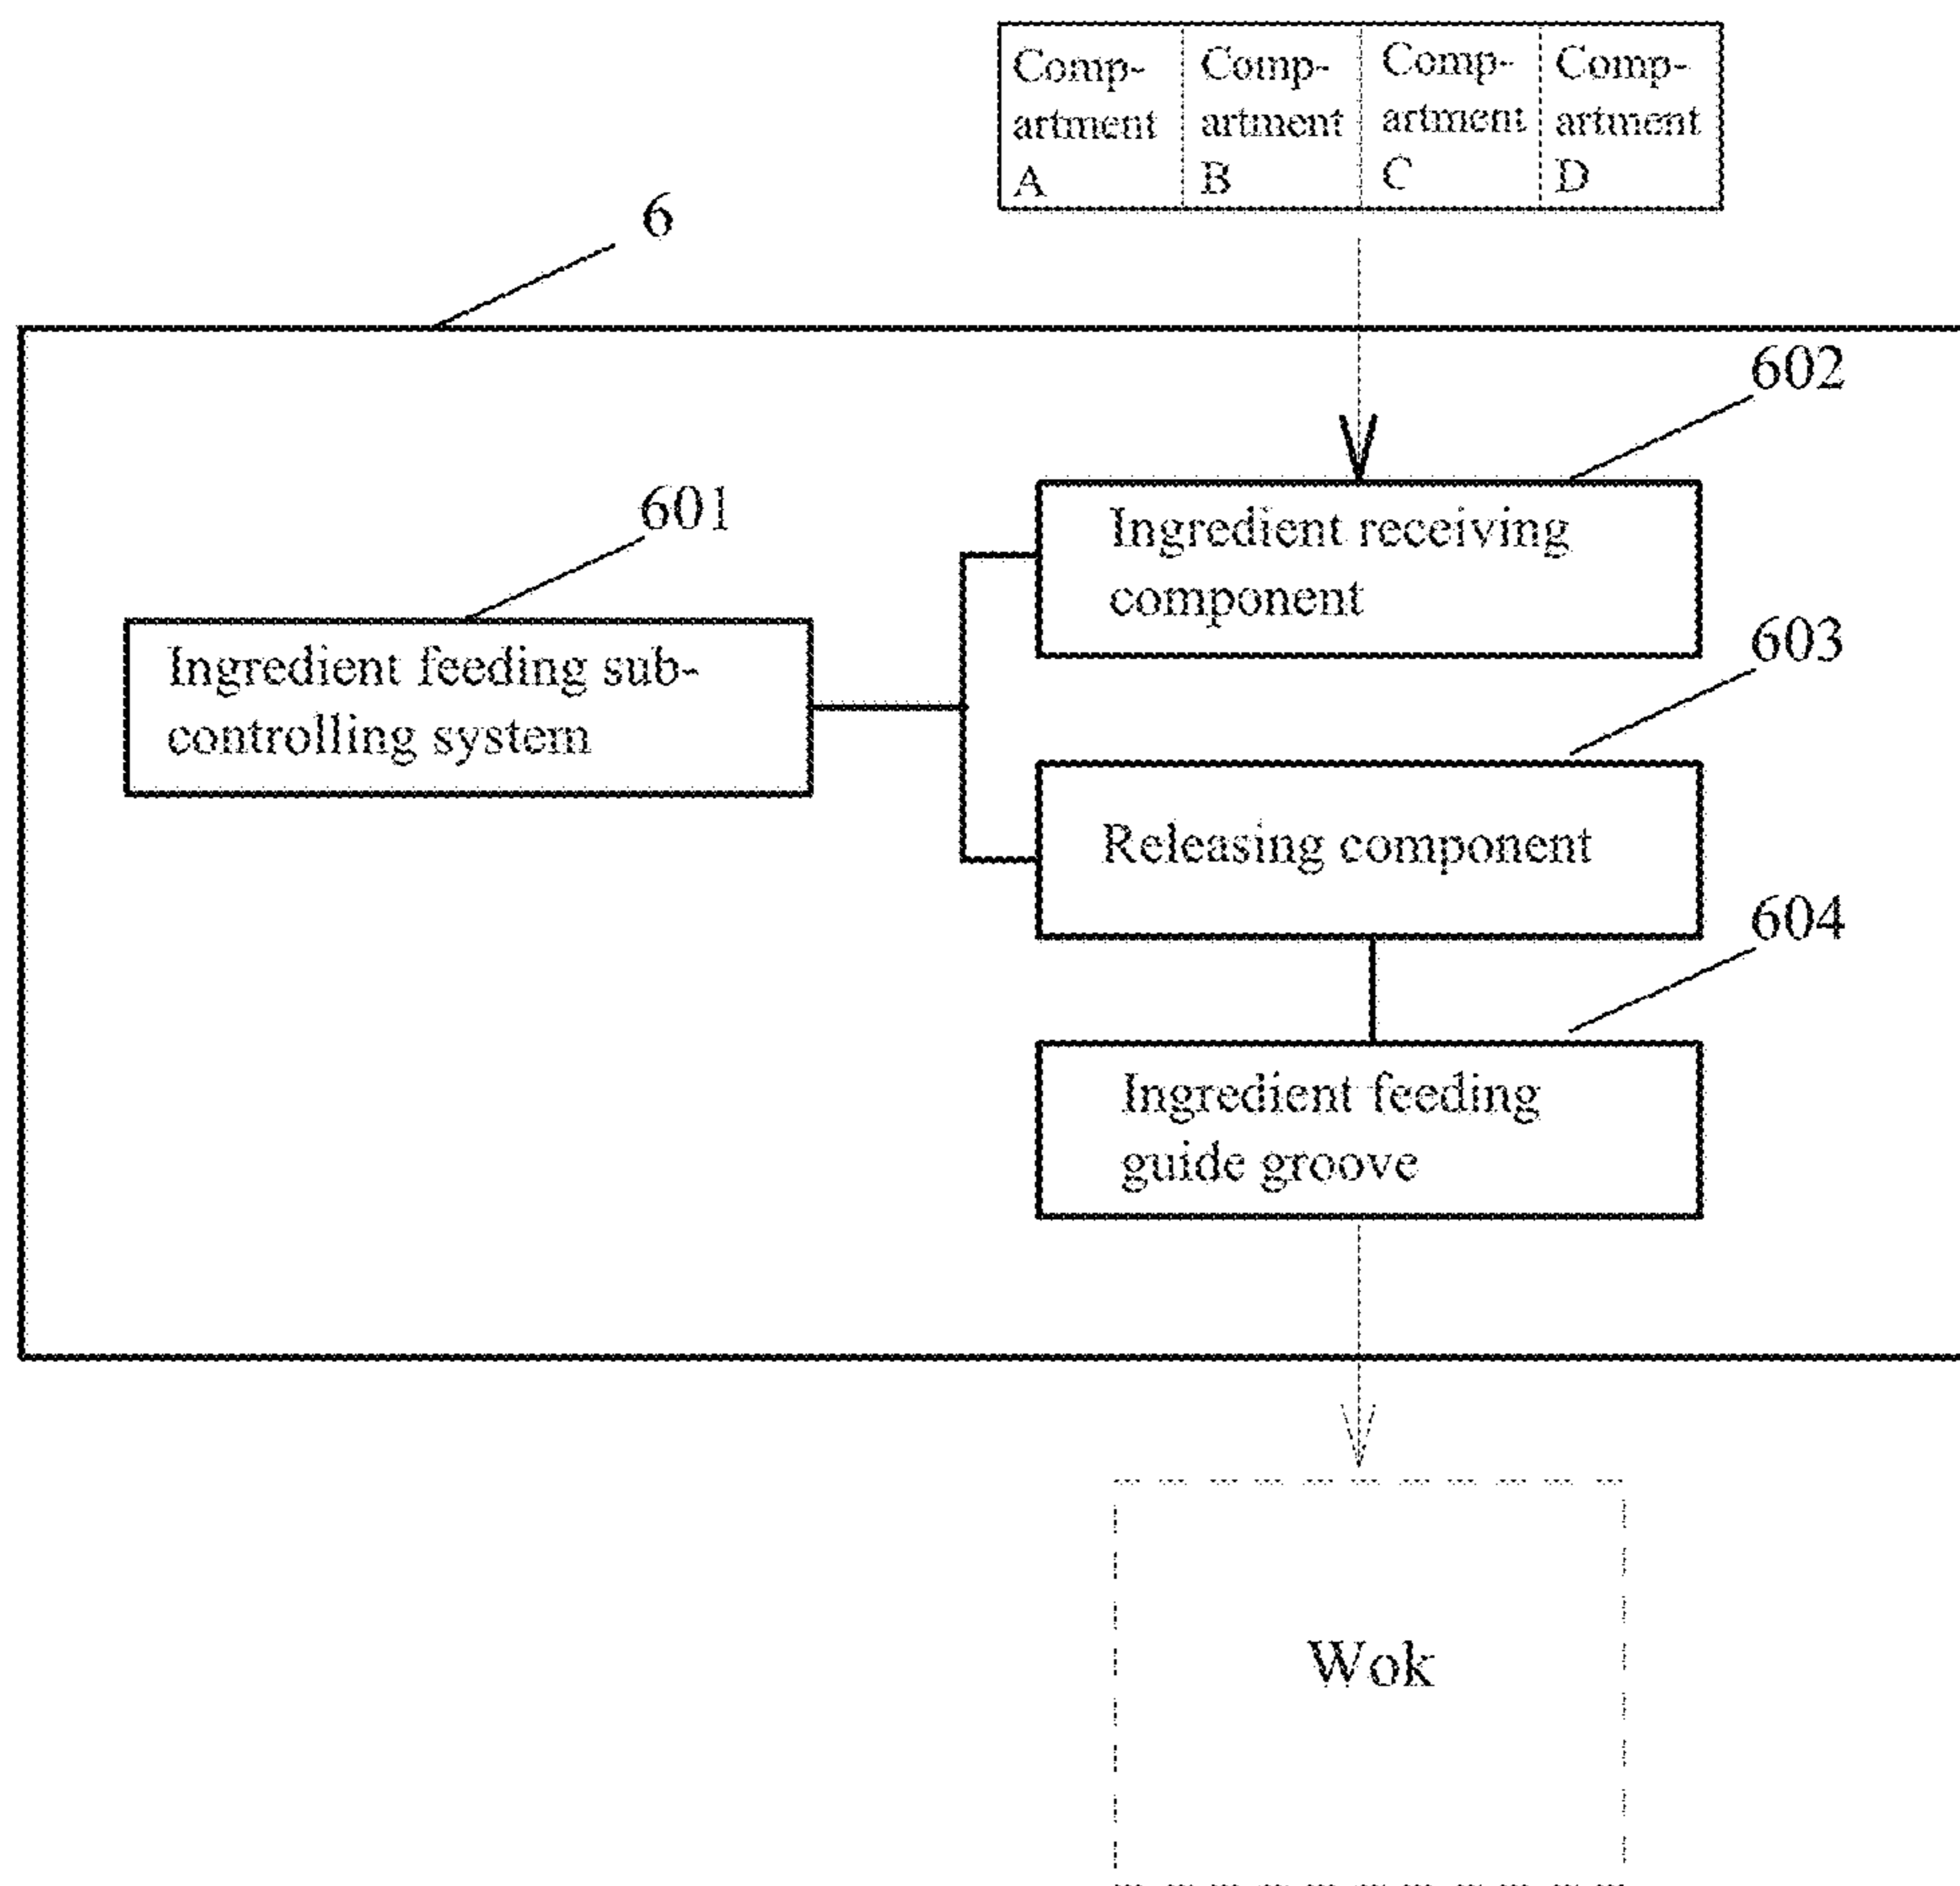 Comp-
artment
A
Comp-
artment
B
Comp-
artment
C
Comp-
artment
D
6
602
Ingredient receiving
component
601
Ingredient feeding sub-
controlling system
603
Releasing component
604
Ingredient feeding
guide groove
Wok